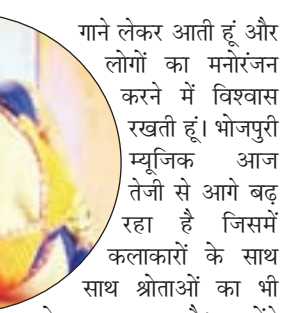 गाने लेकर आती हूं और
लोगों का मनोरंजन
करने में विश्वास
रखती हूं। भोजपुरी
म्यूजिक आज
तेजी से आगे बढ़
रहा है जिसमें
कलाकारों के साथ
साथ श्रोताओं का भी